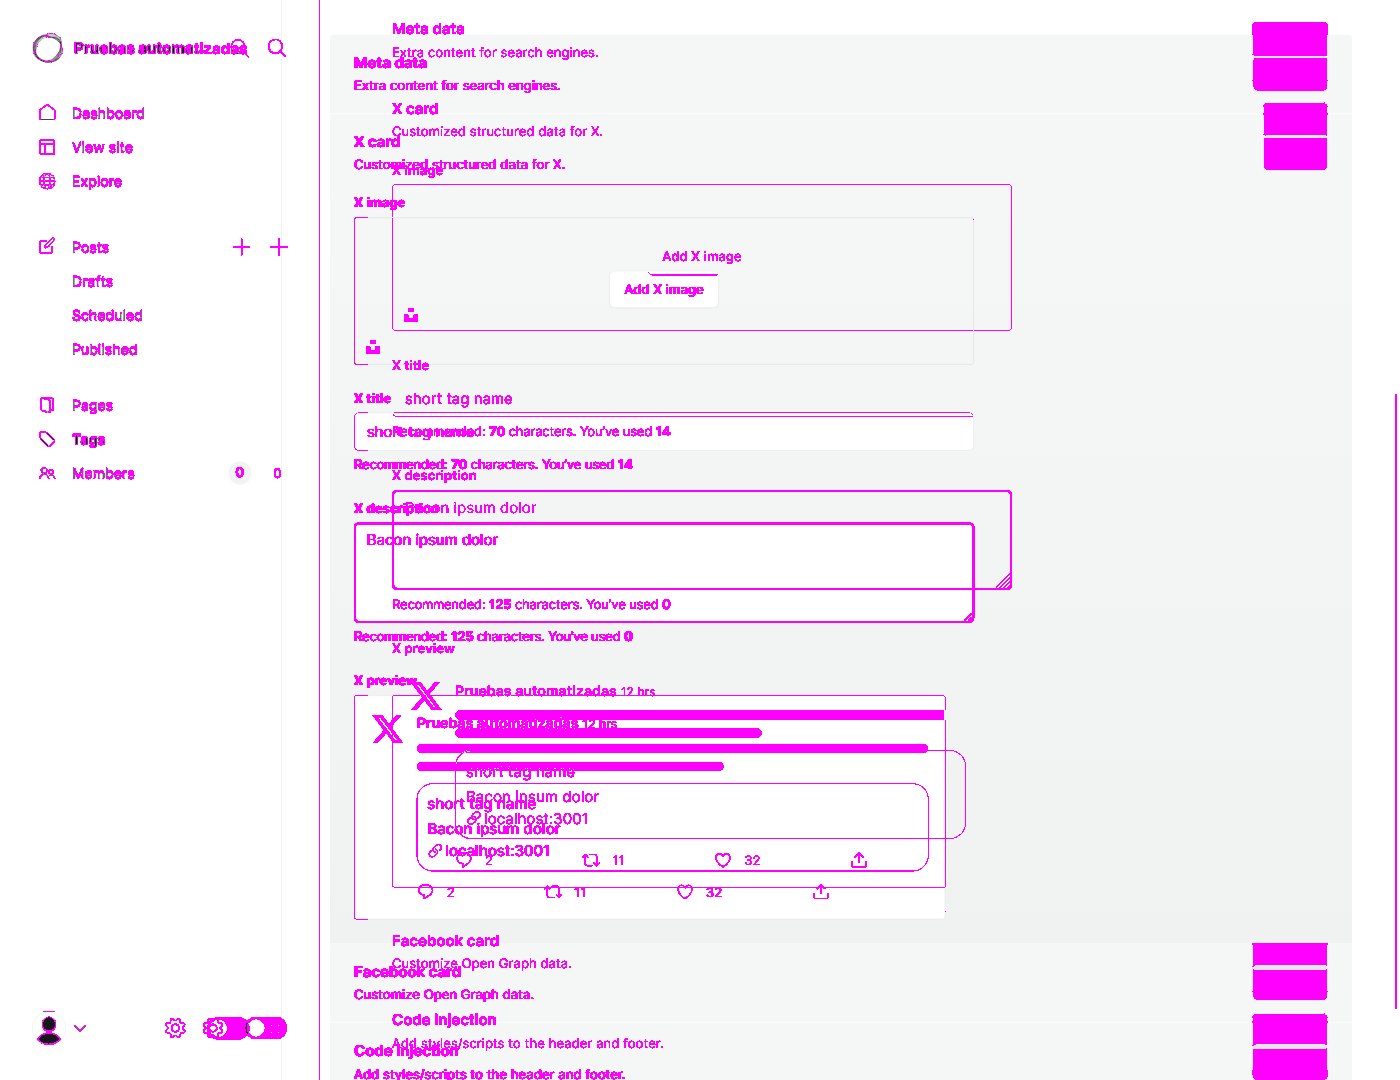 Pruebas automatizadas
Dashboard
View site
Explore
Posts
Drafts
Scheduled
Published
Pages
Tags
Members 0 0
Meta data
Extra content for search engines.
Meta data
Extra content for search engines.
X card
Customized structured data for X.
X card
Customized structured data for X.
X image
X image
Add X image
Add X image
X title
X title
short tag name
short tag name
Recommended: 70 characters. You've used 14
Recommended: 70 characters. You've used 14
X description
X description
Bacon ipsum dolor
Bacon ipsum dolor
Recommended: 125 characters. You've used 0
Recommended: 125 characters. You've used 0
X preview
X preview
Pruebas automatizadas 12 hrs
Pruebas automatizadas 12 hrs
short tag name
Bacon ipsum dolor
short tag name
localhost:3001
Bacon ipsum dolor
localhost:3001
2 11 32
2 11 32
Facebook card
Customize Open Graph data.
Facebook card
Customize Open Graph data.
Code injection
Add styles/scripts to the header and footer.
Code injection
Add styles/scripts to the header and footer.